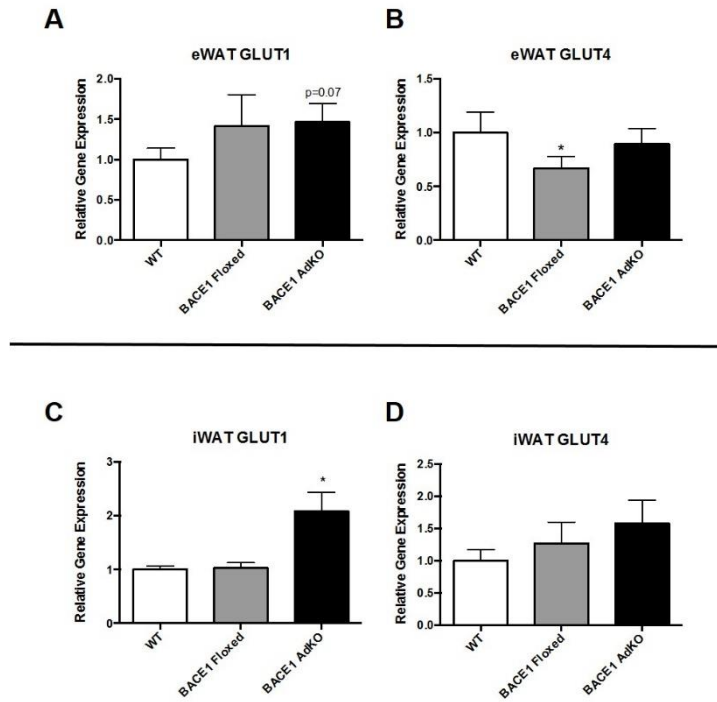 A
eWAT GLUT1
Relative Gene Expression
2.0
1.5
1.0
0.5
0.0
p=0.07
WT
BACE1 Floxed
BACE1 AdKO
B
eWAT GLUT4
Relative Gene Expression
1.5
1.0
0.5
0.0
*
WT
BACE1 Floxed
BACE1 AdKO
C
iWAT GLUT1
Relative Gene Expression
3
2
1
0
*
WT
BACE1 Floxed
BACE1 AdKO
D
iWAT GLUT4
Relative Gene Expression
2.5
2.0
1.5
1.0
0.5
0.0
WT
BACE1 Floxed
BACE1 AdKO